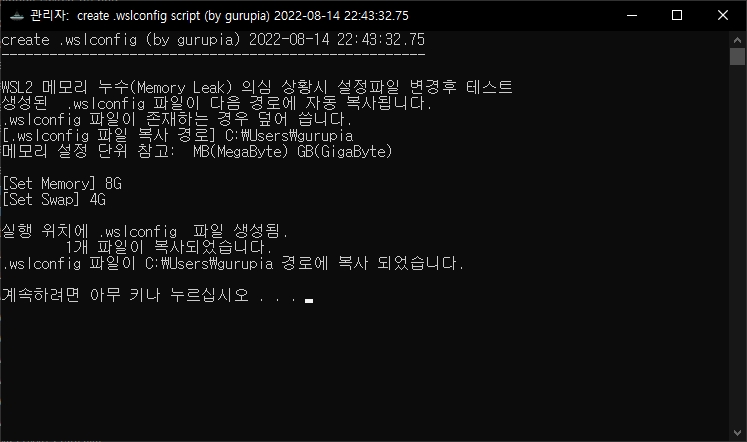 관리자:  create .wslconfig script (by gurupia) 2022-08-14 22:43:32.75
create .wslconfig (by gurupia) 2022-08-14 22:43:32.75
-----------------------------------------------------
WSL2 메모리 누수(Memory Leak) 의심 상황시 설정파일 변경후 테스트
생성된  .wslconfig 파일이 다음 경로에 자동 복사됩니다.
.wslconfig 파일이 존재하는 경우 덮어 씁니다.
[.wslconfig 파일 복사 경로] C:₩Users₩gurupia
메모리 설정 단위 참고:  MB(MegaByte) GB(GigaByte)
[Set Memory] 8G
[Set Swap] 4G
실행 위치에 .wslconfig  파일 생성됨.
        1개 파일이 복사되었습니다.
.wslconfig 파일이 C:₩Users₩gurupia 경로에 복사 되었습니다.
계속하려면 아무 키나 누르십시오 . . .